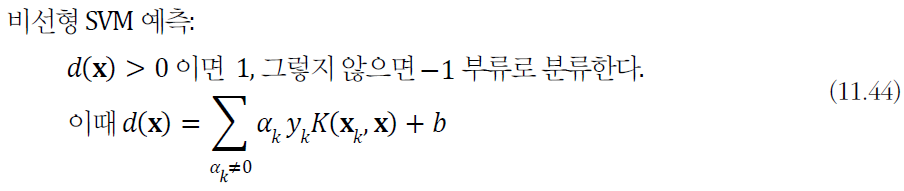 비선형 SVM 예측:
d(x) > 0 이면 1, 그렇지 않으면 −1 부류로 분류한다.
이때 d(x) = ∑_{α_k≠0} α_k y_k K(x_k, x) + b
(11.44)